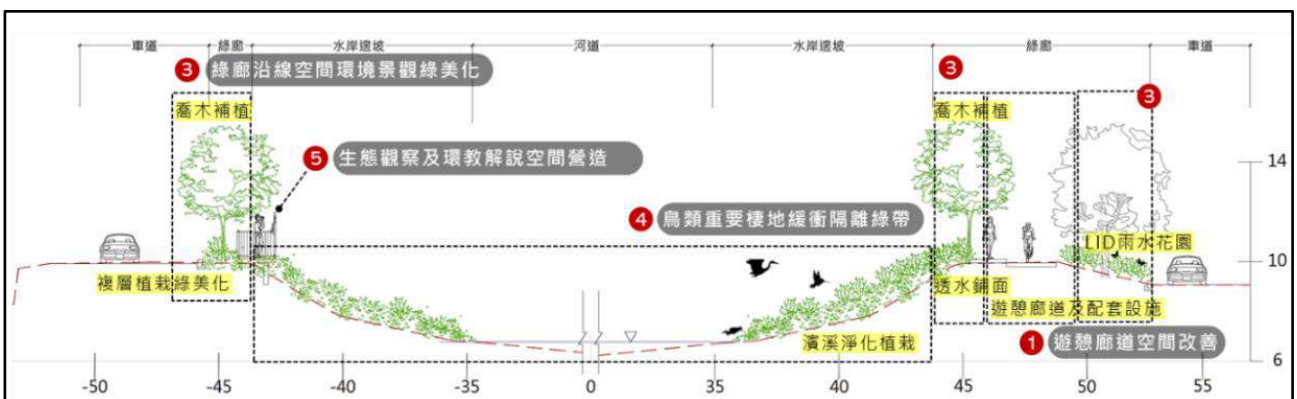 車道
綠廊
水岸邊坡
河道
水岸邊坡
綠廊
車道
3 綠廊沿線空間環境景觀綠美化
3
3
喬木補植
喬木補植
5 生態觀察及環教解說空間營造
14
4 鳥類重要棲地緩衝隔離綠帶
LID雨水花園
10
複層植栽綠美化
透水鋪面
遊憩廊道及配套設施
濱溪淨化植栽
1 遊憩廊道空間改善
6
-50 -45 -40 -35 0 35 40 45 50 55